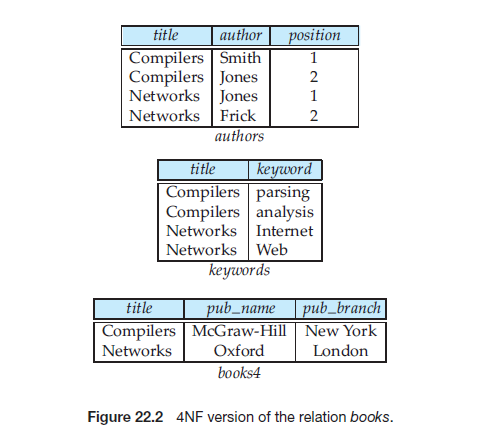 title author position
Compilers Smith 1
Compilers Jones 2
Networks Jones 1
Networks Frick 2
authors
title keyword
Compilers parsing
Compilers analysis
Networks Internet
Networks Web
keywords
title pub_name pub_branch
Compilers McGraw-Hill New York
Networks Oxford London
books4
Figure 22.2 4NF version of the relation books.